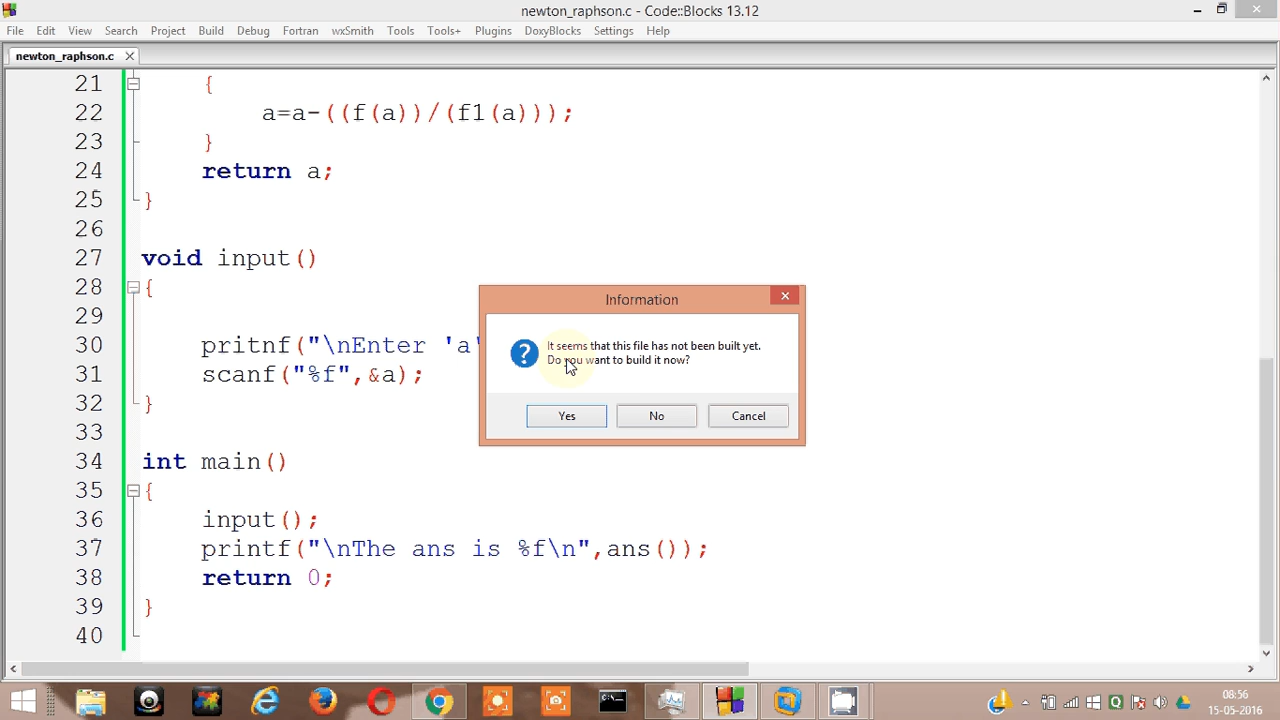 newton_raphson.c - Code::Blocks 13.12
File Edit View Search Project Build Debug Fortran wxSmith Tools Tools+ Plugins DoxyBlocks Settings Help
newton_raphson.c
21 {
22 a=a-((f(a))/(f1(a)));
23 }
24 return a;
25 }
26
27 void input()
28 {
29
30 pritnf("\nEnter 'a'
31 scanf("%f",&a);
32 }
33
34 int main()
35 {
36 input();
37 printf("\nThe ans is %f\n",ans());
38 return 0;
39 }
40
Information
It seems that this file has not been built yet.
Do you want to build it now?
Yes No Cancel
08:56
15-05-2016